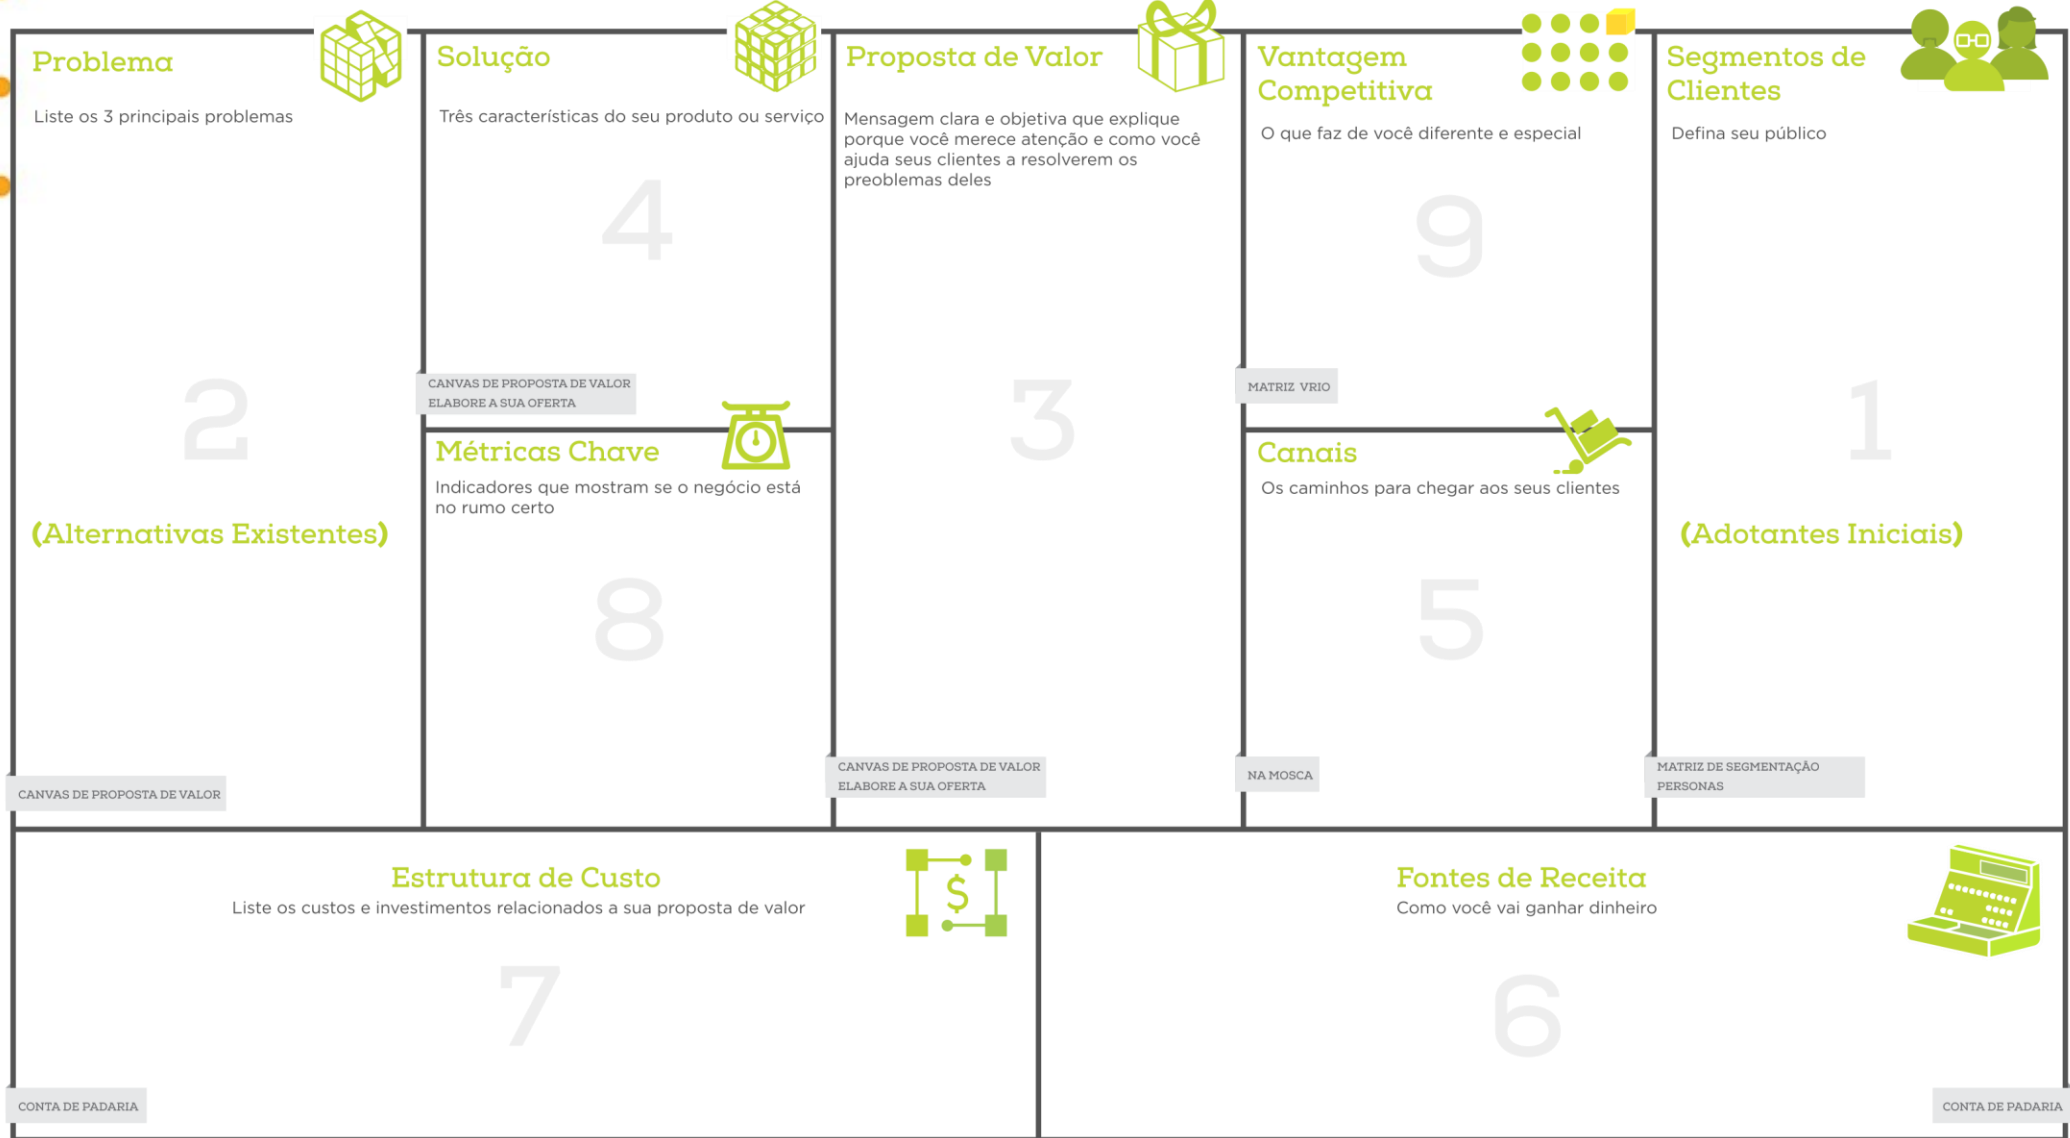 Problema
Liste os 3 principais problemas
2
(Alternativas Existentes)
CANVAS DE PROPOSTA DE VALOR
Solução
Três características do seu produto ou serviço
4
CANVAS DE PROPOSTA DE VALOR
ELABORE A SUA OFERTA
Métricas Chave
Indicadores que mostram se o negócio está
no rumo certo
8
Proposta de Valor
Mensagem clara e objetiva que explique
porque você merece atenção e como você
ajuda seus clientes a resolverem os
preoblemas deles
3
CANVAS DE PROPOSTA DE VALOR
ELABORE A SUA OFERTA
Vantagem
Competitiva
O que faz de você diferente e especial
9
MATRIZ VRIO
Canais
Os caminhos para chegar aos seus clientes
5
NA MOSCA
Segmentos de
Clientes
Defina seu público
1
(Adotantes Iniciais)
MATRIZ DE SEGMENTAÇÃO
PERSONAS
Estrutura de Custo
Liste os custos e investimentos relacionados a sua proposta de valor
$
7
CONTA DE PADARIA
Fontes de Receita
Como você vai ganhar dinheiro
6
CONTA DE PADARIA